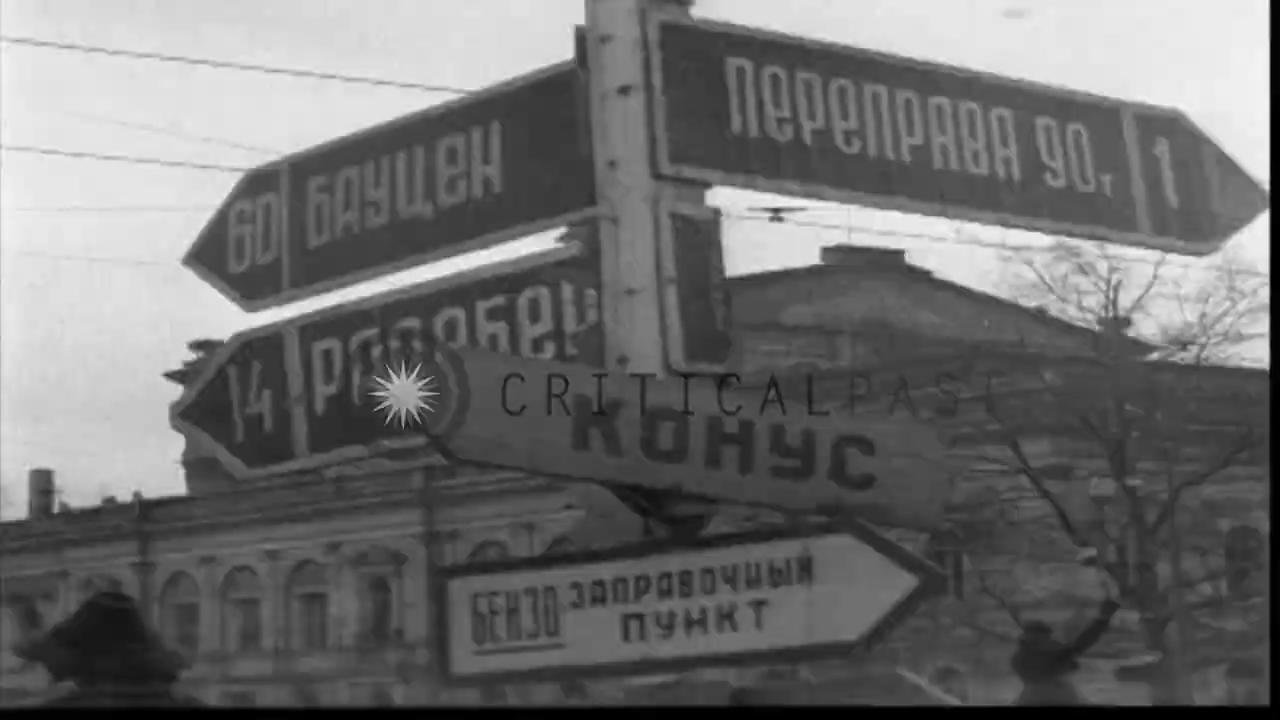 60 БАУЦЕН
ПЕРЕПРАВА 90т 1
14
CRITICALPAST
КОНУС
БЕНЗО ЗАПРАВОЧНЫЙ
ПУНКТ